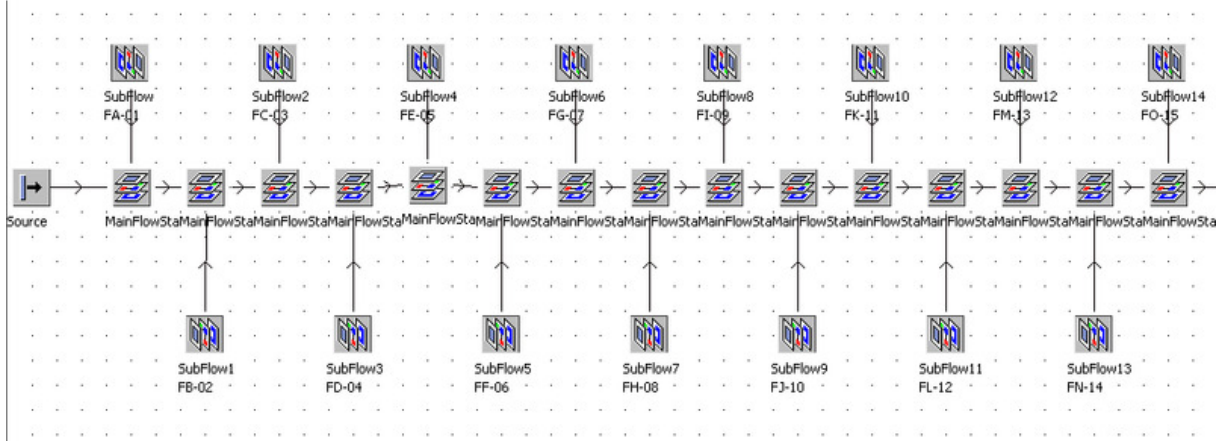 SubFlow
FA-01
SubFlow2
FC-03
SubFlow4
FE-05
SubFlow6
FG-07
SubFlow8
FI-09
SubFlow10
FK-11
SubFlow12
FM-13
SubFlow14
FO-15
Source
MainFlowStaMainFlowStaMainFlowStaMainFlowStaMainFlowStaMainFlowStaMainFlowStaMainFlowStaMainFlowStaMainFlowStaMainFlowStaMainFlowStaMainFlowStaMainFlowStaMainFlowSta
SubFlow1
FB-02
SubFlow3
FD-04
SubFlow5
FF-06
SubFlow7
FH-08
SubFlow9
FJ-10
SubFlow11
FL-12
SubFlow13
FN-14